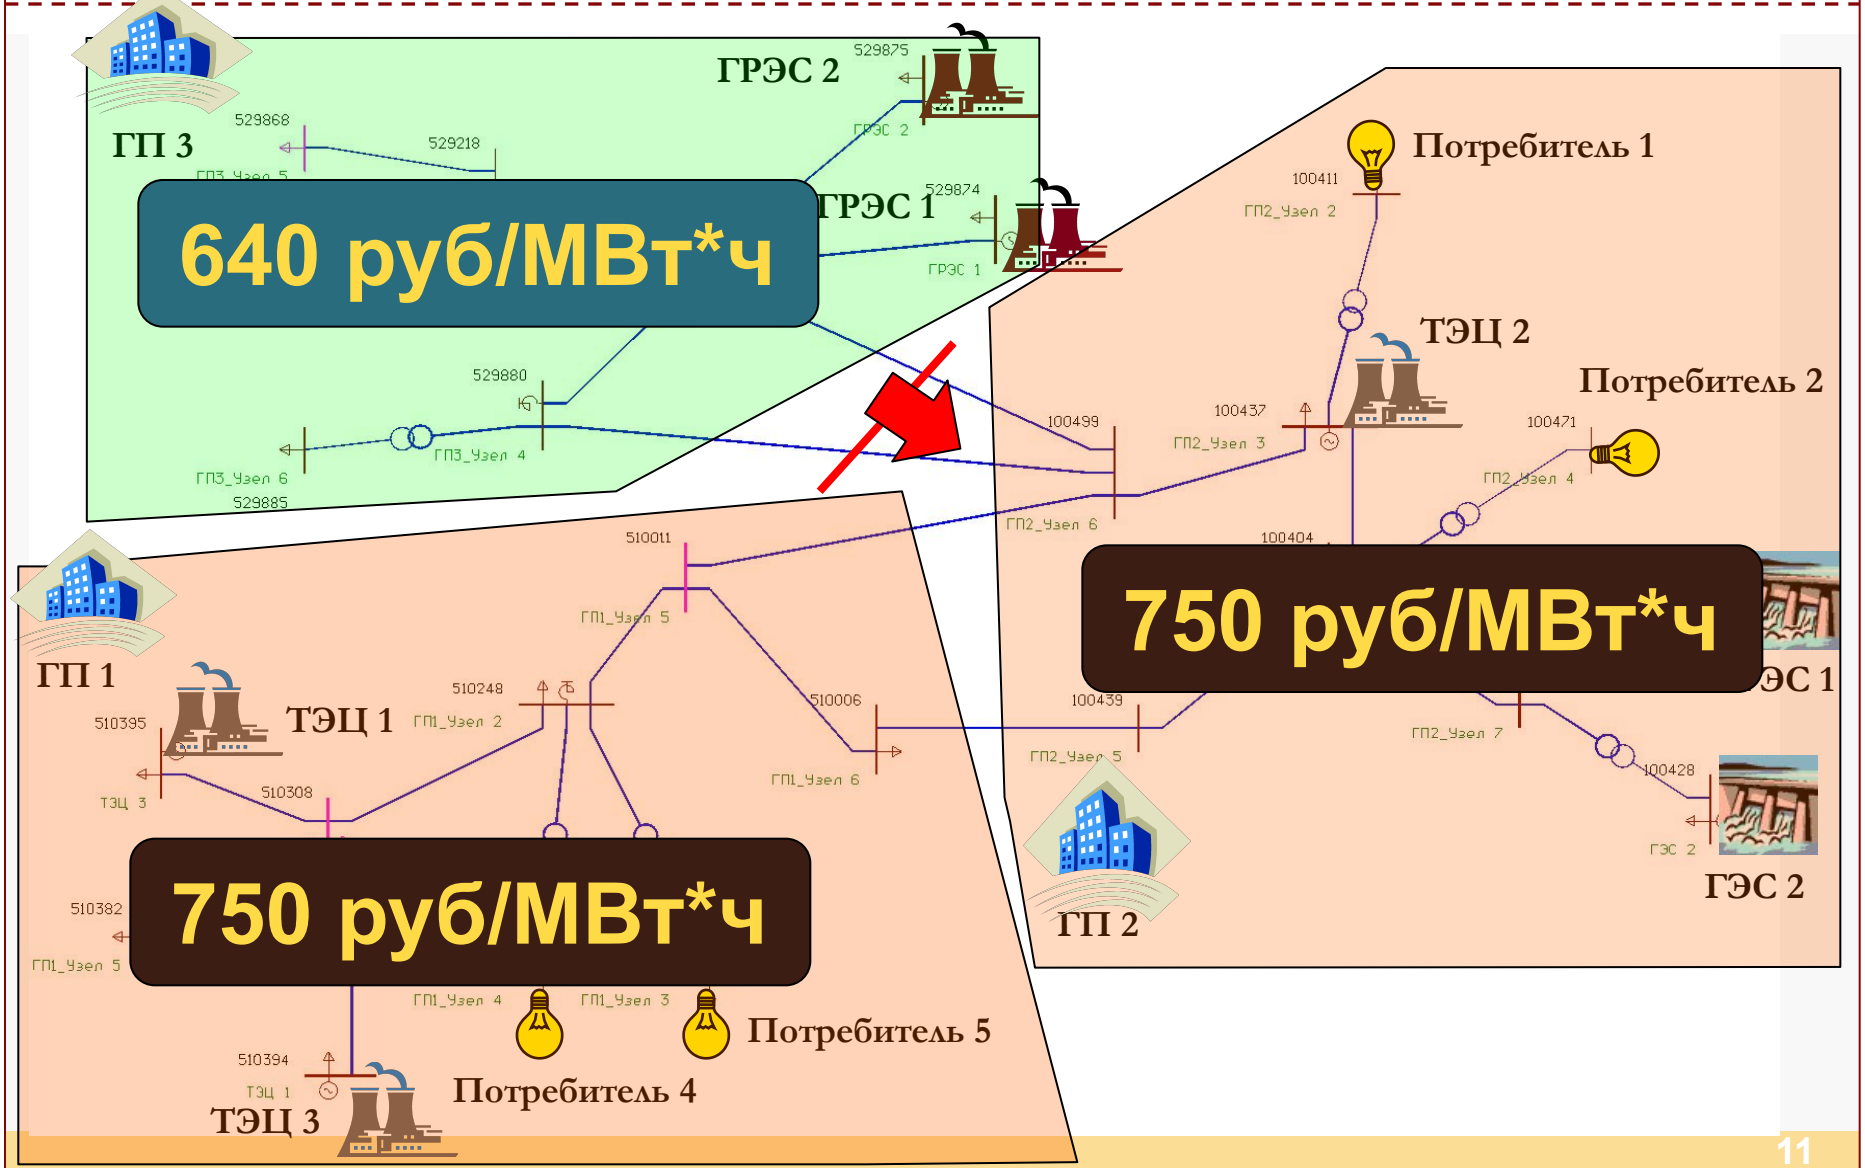 529875
ГРЭС 2
ГРЭС 2
529868
529218
ГП 3
ГП3_Узел 5
640 руб/МВт*ч
529874
ГРЭС 1
ГРЭС 1
529880
ГП3_Узел 4
ГП3_Узел 6
529885
Потребитель 1
100411
ГП2_Узел 2
ТЭЦ 2
Потребитель 2
100499
100437
100471
ГП2_Узел 3
ГП2_Узел 4
ГП2_Узел 6
100404
750 руб/МВт*ч
ЭС 1
100439
ГП2_Узел 5
ГП2_Узел 7
100428
ГЭС 2
ГЭС 2
ГП 2
510011
ГП1_Узел 5
ГП 1
510248
510006
ТЭЦ 1
ГП1_Узел 2
510395
ГП1_Узел 6
ТЭЦ 3
510308
750 руб/МВт*ч
510382
ГП1_Узел 5
ГП1_Узел 4
ГП1_Узел 3
Потребитель 5
510394
ТЭЦ 1
Потребитель 4
ТЭЦ 3
11